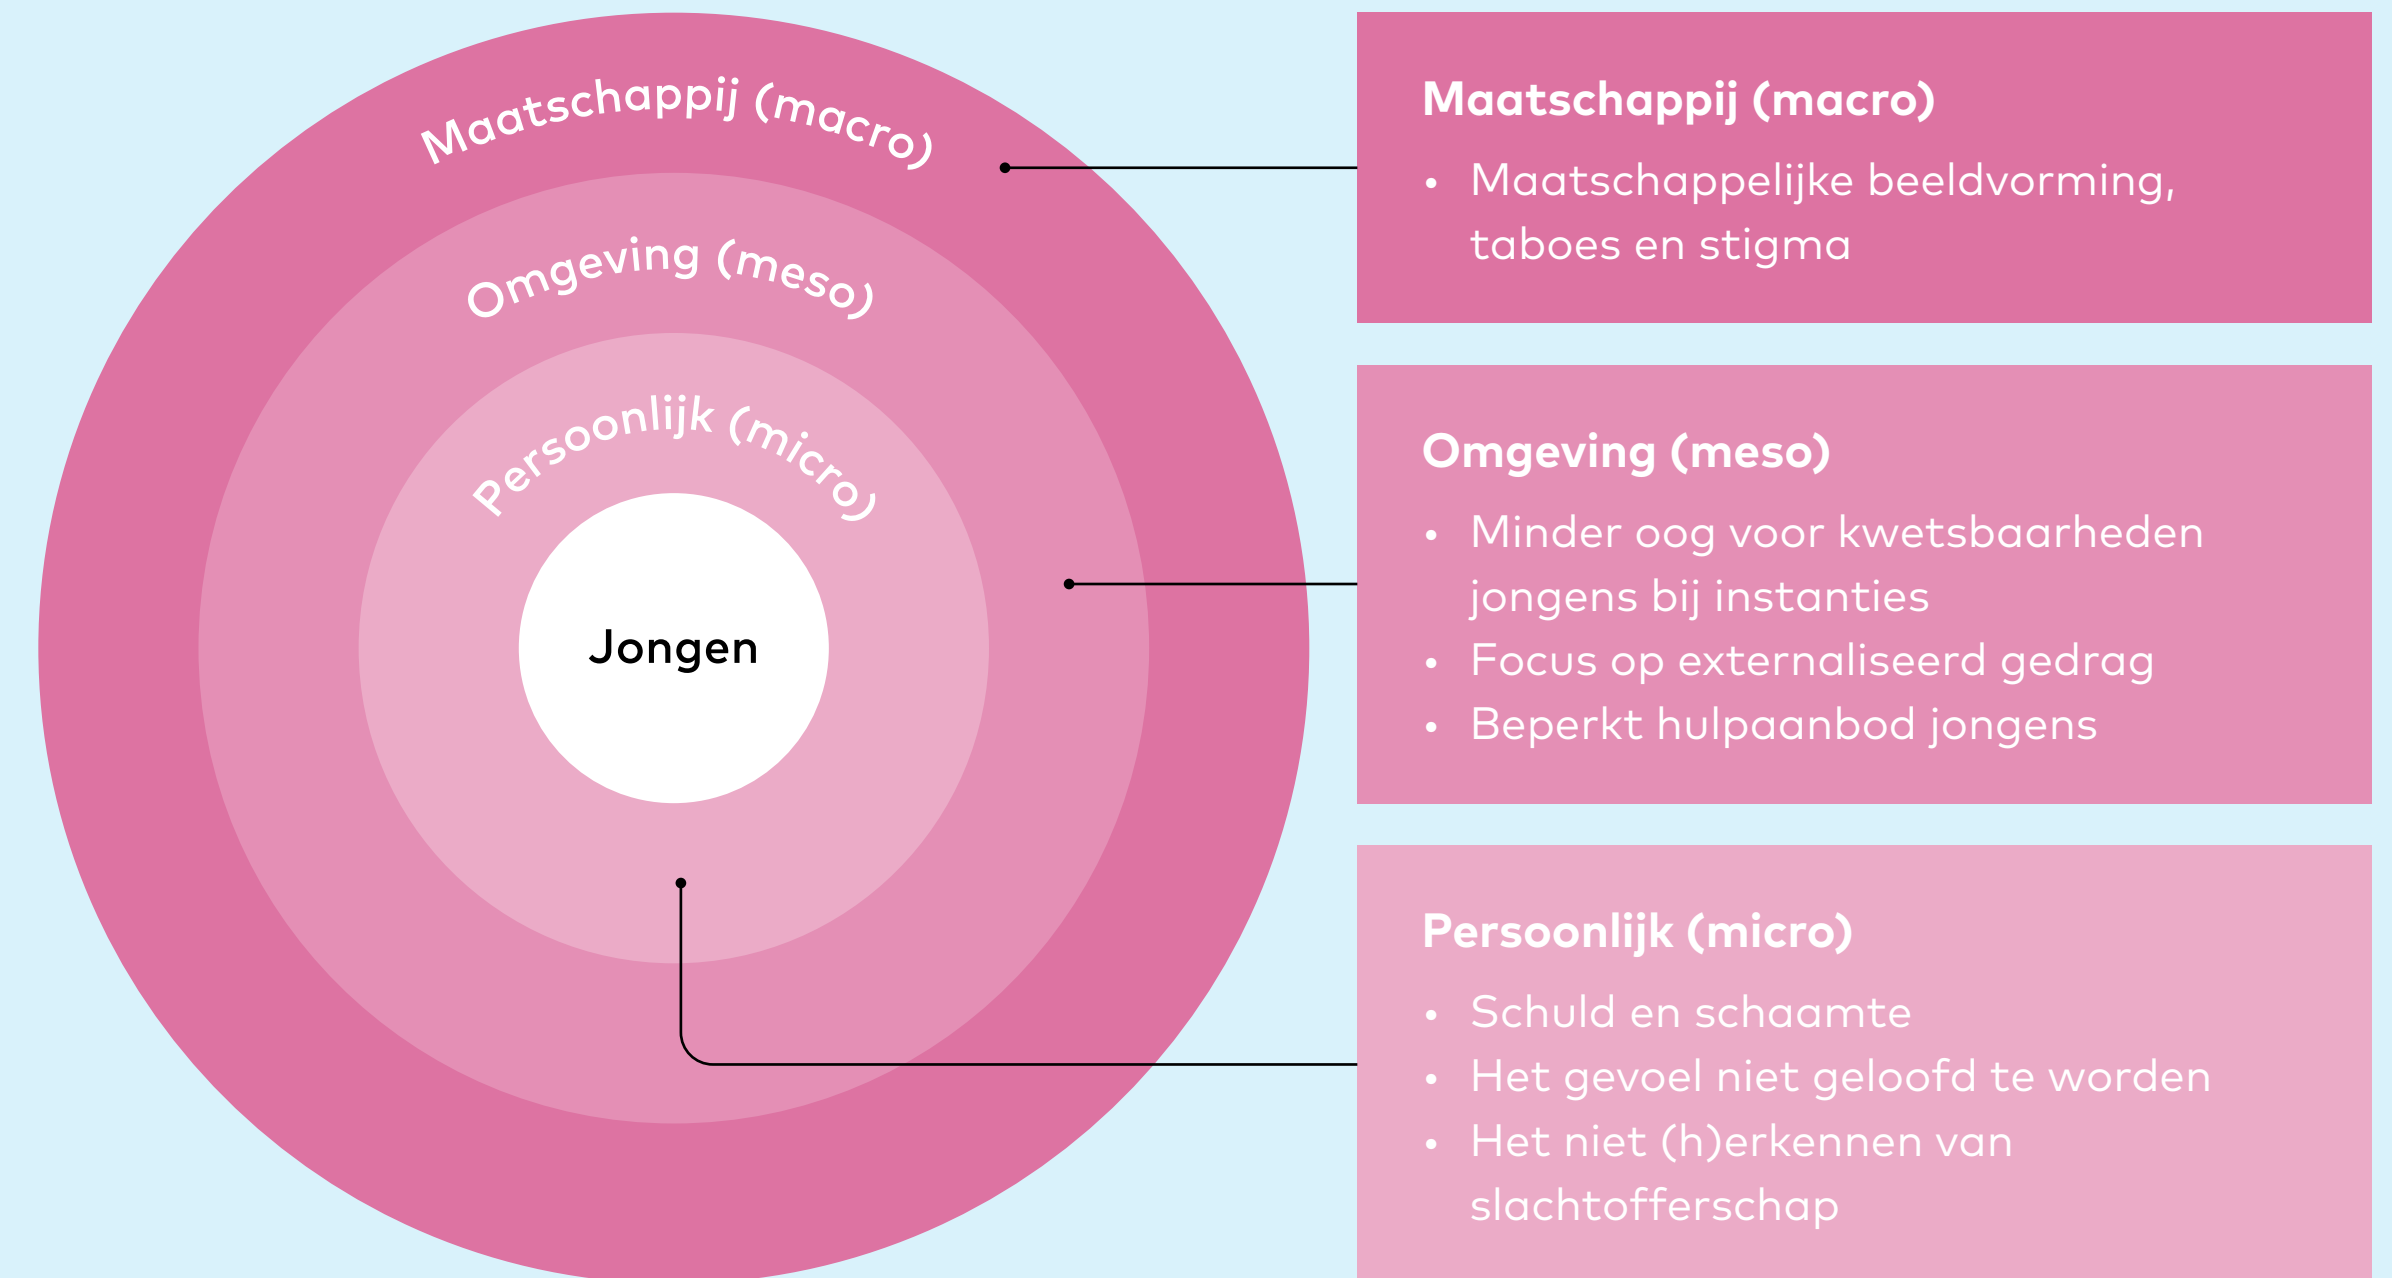 Maatschappij (macro)
Omgeving (meso)
Persoonlijk (micro)
Jongen
Maatschappij (macro)
• Maatschappelijke beeldvorming,
taboes en stigma
Omgeving (meso)
• Minder oog voor kwetsbaarheden
jongens bij instanties
• Focus op externaliseerd gedrag
• Beperkt hulpaanbod jongens
Persoonlijk (micro)
• Schuld en schaamte
• Het gevoel niet geloofd te worden
• Het niet (h)erkennen van
slachtofferschap